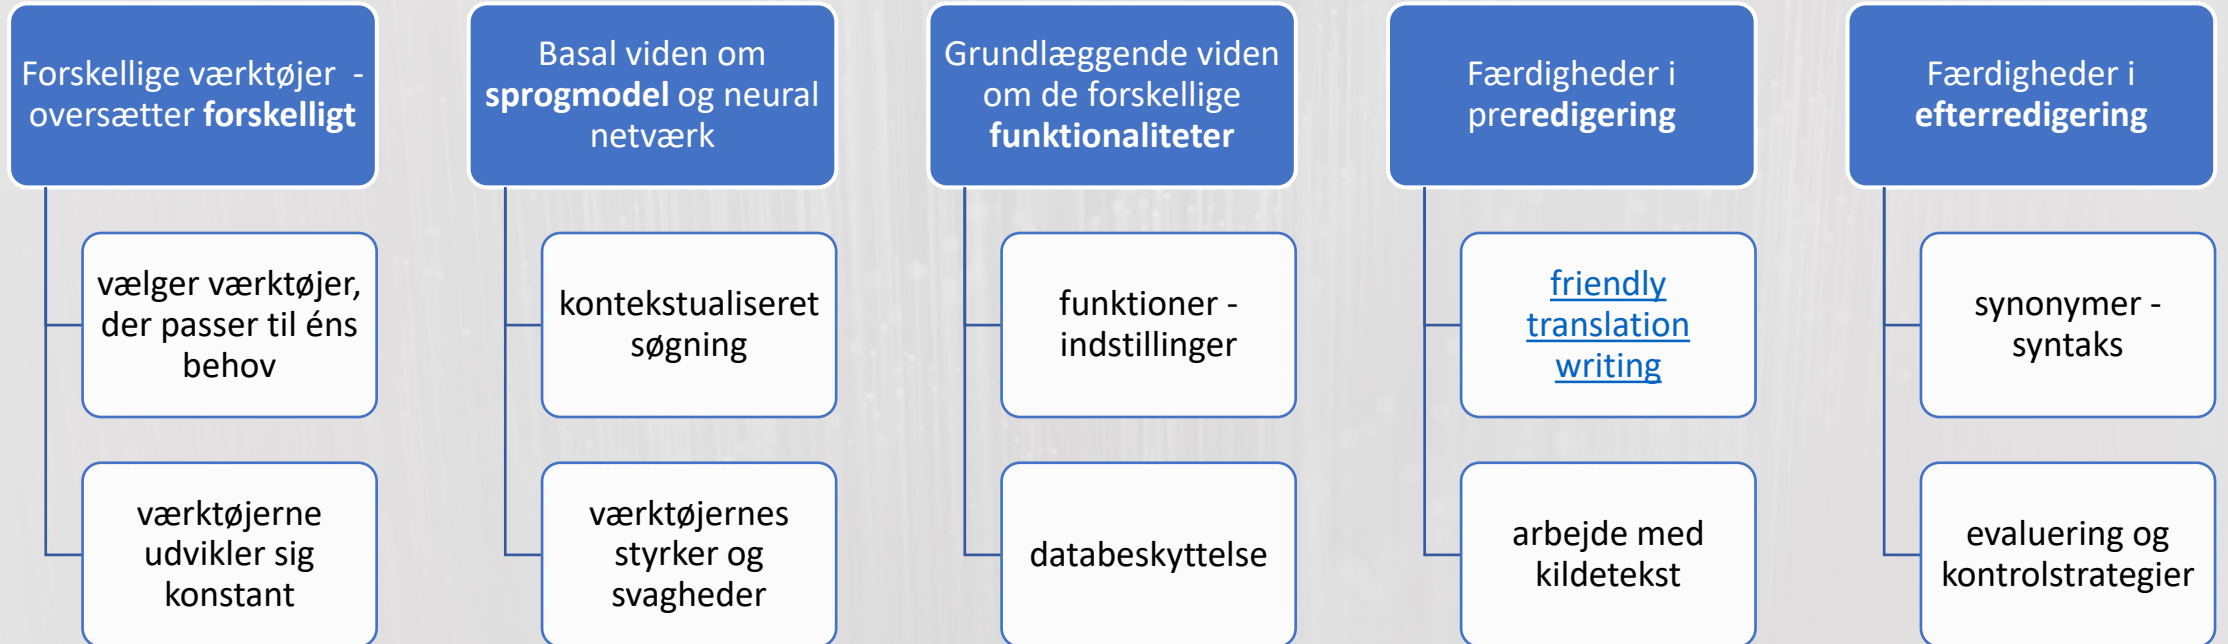 Forskellige værktøjer -
oversætter forskelligt
vælger værktøjer,
der passer til éns
behov
værktøjerne
udvikler sig
konstant
Basal viden om
sprogmodel og neural
netværk
kontekstualiseret
søgning
værktøjernes
styrker og
svagheder
Grundlæggende viden
om de forskellige
funktionaliteter
funktioner -
indstillinger
databeskyttelse
Færdigheder i
preredigering
friendly
translation
writing
arbejde med
kildetekst
Færdigheder i
efterredigering
synonymer -
syntaks
evaluering og
kontrolstrategier